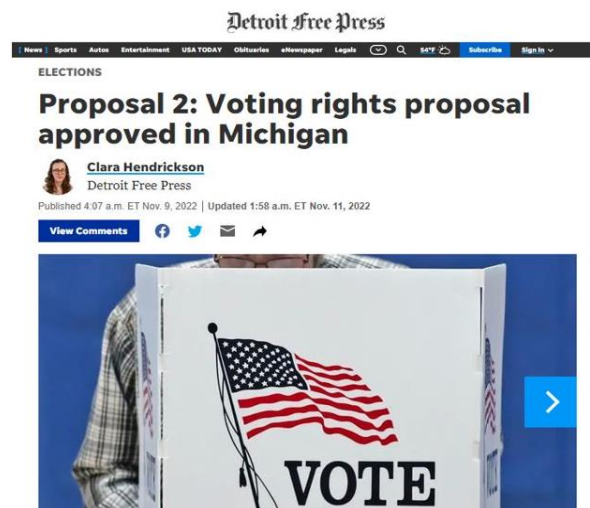 Detroit Free Press
[ News ] Sports Autos Entertainment USA TODAY Obituaries eNewspaper Legals 54°F Subscribe Sign In
ELECTIONS
Proposal 2: Voting rights proposal
approved in Michigan
Clara Hendrickson
Detroit Free Press
Published 4:07 a.m. ET Nov. 9, 2022 | Updated 1:58 a.m. ET Nov. 11, 2022
View Comments
VOTE